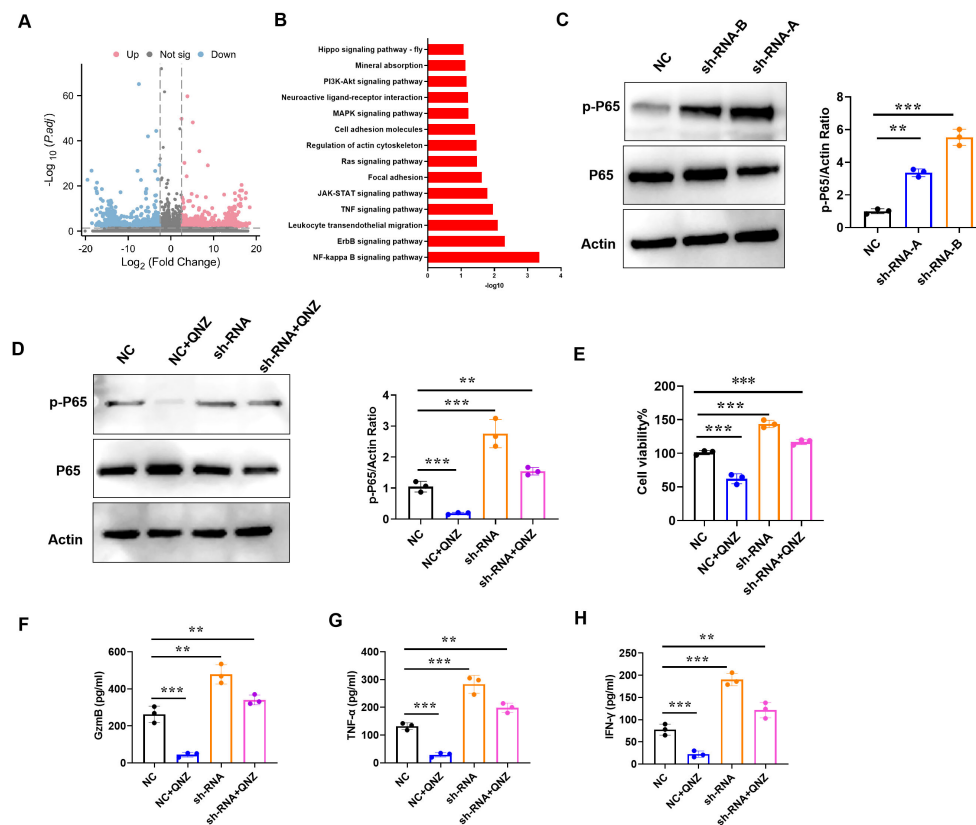 A
Up Not sig Down
-Log10 (P.adj)
60
40
20
0
-20 -10 0 10 20
Log2 (Fold Change)
B
Hippo signaling pathway - fly
Mineral absorption
PI3K-Akt signaling pathway
Neuroactive ligand-receptor interaction
MAPK signaling pathway
Cell adhesion molecules
Regulation of actin cytoskeleton
Ras signaling pathway
Focal adhesion
JAK-STAT signaling pathway
TNF signaling pathway
Leukocyte transendothelial migration
ErbB signaling pathway
NF-kappa B signaling pathway
0 1 2 3 4
-log10
C
NC sh-RNA-B sh-RNA-A
p-P65
P65
Actin
p-P65/Actin Ratio
8
6
4
2
0
***
**
NC sh-RNA-A sh-RNA-B
D
NC NC+QNZ sh-RNA sh-RNA+QNZ
p-P65
P65
Actin
p-P65/Actin Ratio
4
3
2
1
0
**
***
***
NC NC+QNZ sh-RNA sh-RNA+QNZ
E
Cell viability%
200
150
100
50
0
***
***
***
NC NC+QNZ sh-RNA sh-RNA+QNZ
F
GzmB (pg/ml)
600
400
200
0
**
**
***
NC NC+QNZ sh-RNA sh-RNA+QNZ
G
TNF-α (pg/ml)
400
300
200
100
0
**
***
***
NC NC+QNZ sh-RNA sh-RNA+QNZ
H
IFN-γ (pg/ml)
250
200
150
100
50
0
**
***
***
NC NC+QNZ sh-RNA sh-RNA+QNZ